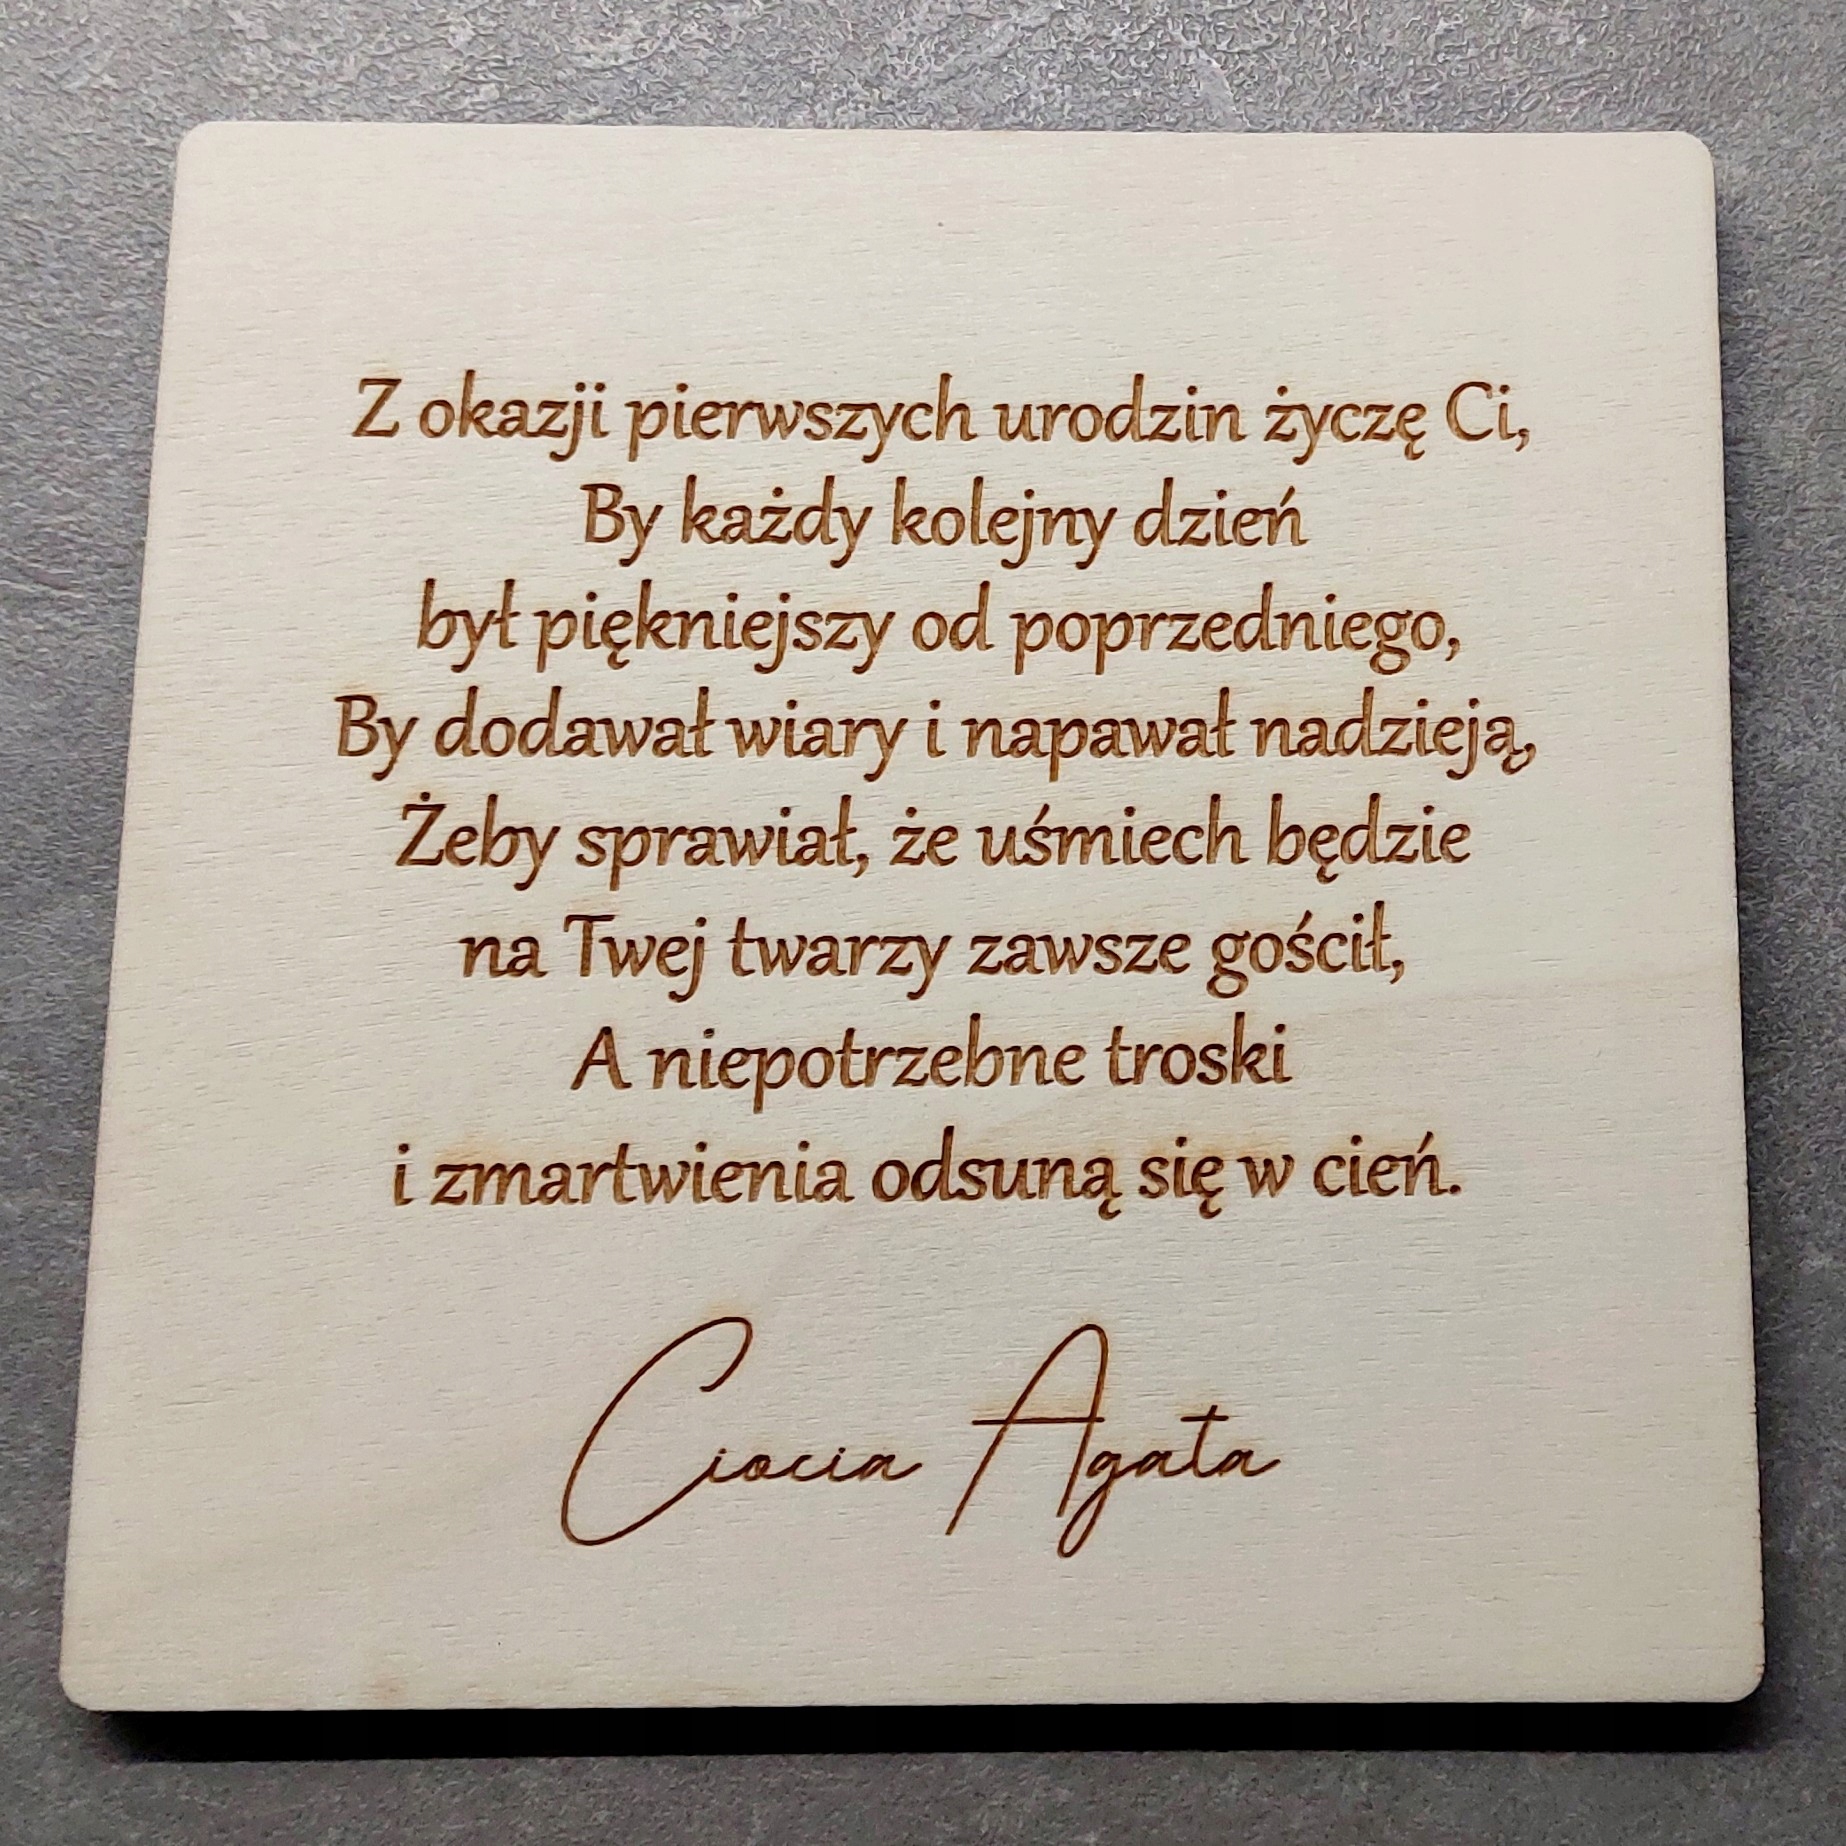 Z okazji pierwszych urodzin życzę Ci,
By każdy kolejny dzień
był piękniejszy od poprzedniego,
By dodawał wiary i napawał nadzieją,
Żeby sprawiał, że uśmiech będzie
na Twej twarzy zawsze gościł,
A niepotrzebne troski
i zmartwienia odsuną się w cień.
Ciocia Agata